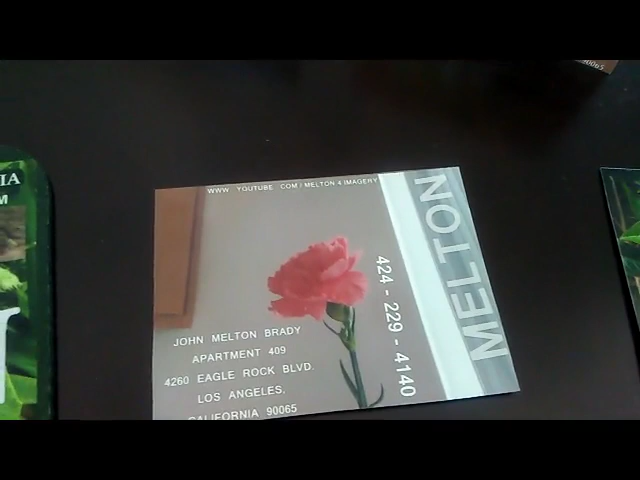 WWW . YOUTUBE . COM / MELTON 4 IMAGERY
MELTON
424 - 229 - 4140
JOHN MELTON BRADY
APARTMENT 409
4260 EAGLE ROCK BLVD.
LOS ANGELES,
CALIFORNIA 90065